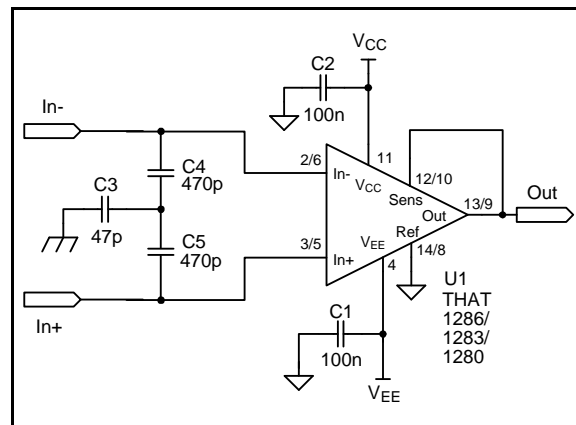 VCC
C2
100n
In-
C4
470p
C3
47p
C5
470p
In+
2/6
In-
VCC
11
12/10
Sens
Out
13/9
Out
3/5
In+
VEE
4
Ref
14/8
U1
THAT
1286/
1283/
1280
C1
100n
VEE